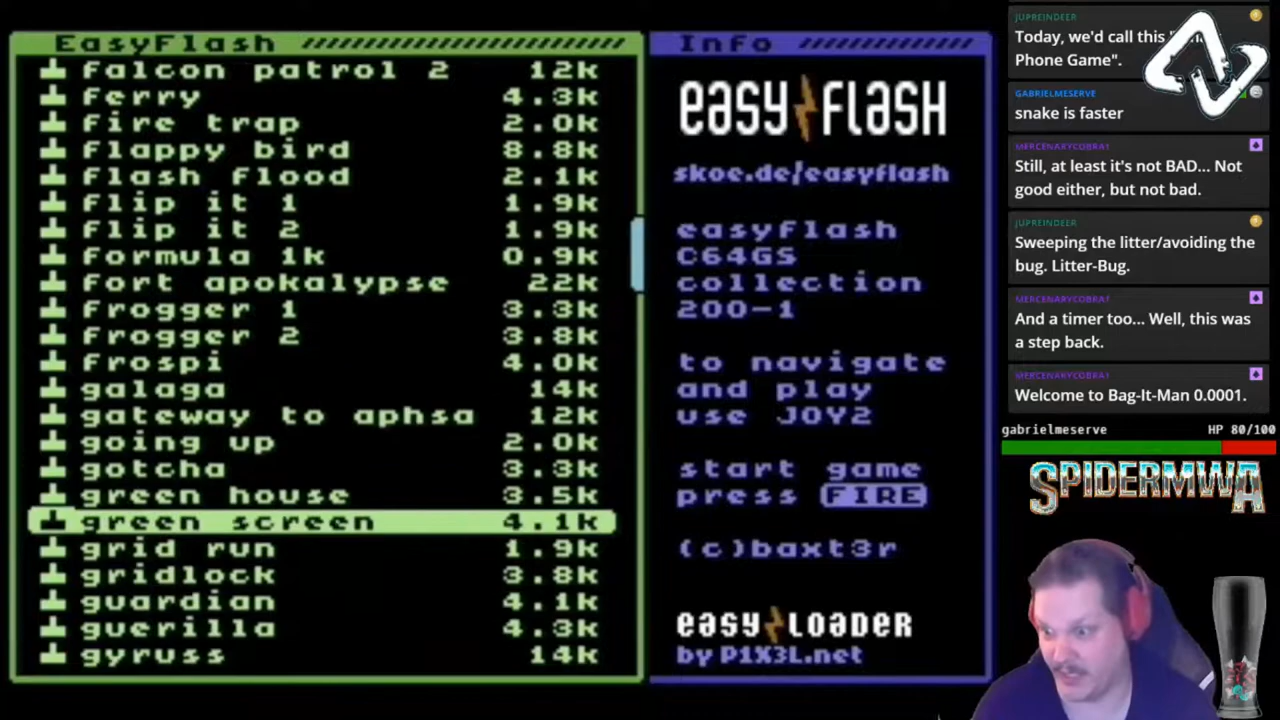 EasyFlash
falcon patrol 2 12k
ferry 4.3k
fire trap 2.0k
flappy bird 8.8k
flash flood 2.1k
flip it 1 1.9k
flip it 2 1.9k
formula 1k 0.9k
fort apokalypse 22k
frogger 1 3.3k
frogger 2 3.8k
frospi 4.0k
galaga 14k
gateway to aphsa 12k
going up 2.0k
gotcha 3.3k
green house 3.5k
green screen 4.1k
grid run 1.9k
gridlock 3.8k
guardian 4.1k
guerilla 4.3k
gyruss 14k
Info
easy FLASH
skoe.de/easyflash
easyflash
C64GS
collection
200-1
to navigate
and play
use JOY2
start game
press FIRE
(c)baxt3r
easy LOADER
by P1X3L.net
JUPREINDEER
Today, we'd call this
Phone Game".
GABRIELMESERVE
snake is faster
MERCENARYCOBRA1
Still, at least it's not BAD... Not
good either, but not bad.
JUPREINDEER
Sweeping the litter/avoiding the
bug. Litter-Bug.
MERCENARYCOBRA1
And a timer too... Well, this was
a step back.
MERCENARYCOBRA1
Welcome to Bag-It-Man 0.0001.
gabrielmeserve HP 80/100
SPIDERMWA